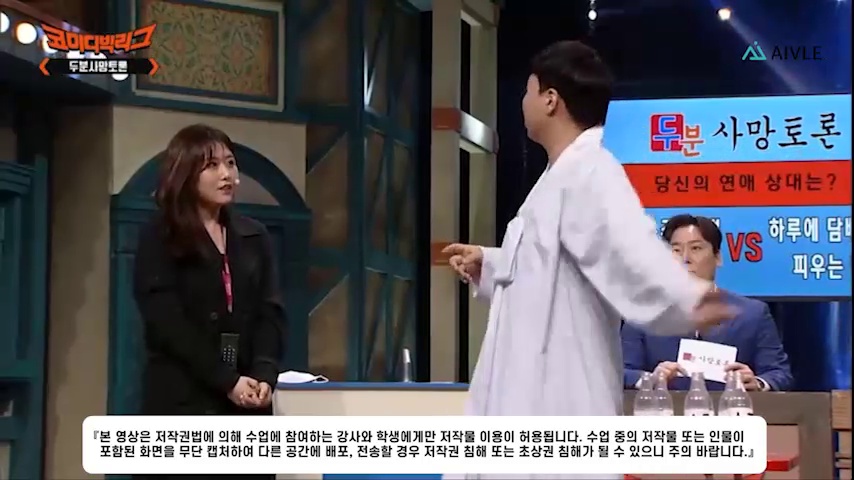 코미디빅리그
두분사망토론
AIVLE
두분 사망토론
당신의 연애 상대는?
VS
하루에 담배
피우는
두분 사망토론
『본 영상은 저작권법에 의해 수업에 참여하는 강사와 학생에게만 저작물 이용이 허용됩니다. 수업 중의 저작물 또는 인물이
포함된 화면을 무단 캡처하여 다른 공간에 배포, 전송할 경우 저작권 침해 또는 초상권 침해가 될 수 있으니 주의 바랍니다.』